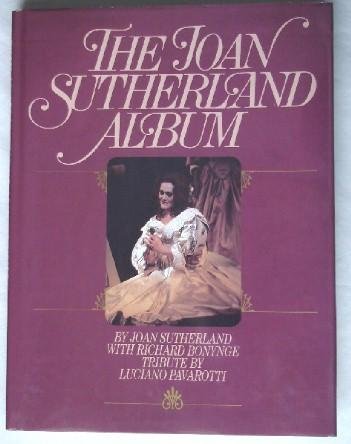 THE JOAN
SUTHERLAND
ALBUM
BY JOAN SUTHERLAND
WITH RICHARD BONYNGE
TRIBUTE BY
LUCIANO PAVAROTTI